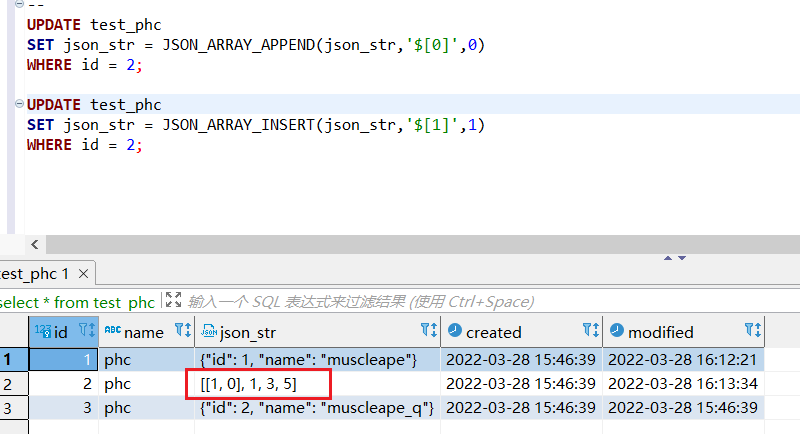 --
UPDATE test_phc
SET json_str = JSON_ARRAY_APPEND(json_str,'$[0]',0)
WHERE id = 2;
UPDATE test_phc
SET json_str = JSON_ARRAY_INSERT(json_str,'$[1]',1)
WHERE id = 2;
test_phc 1
select * from test_phc 输入一个 SQL 表达式来过滤结果 (使用 Ctrl+Space)
123 id ABC name JSON json_str created modified
1 1 phc {"id": 1, "name": "muscleape"} 2022-03-28 15:46:39 2022-03-28 16:12:21
2 2 phc [[1, 0], 1, 3, 5] 2022-03-28 15:46:39 2022-03-28 16:13:34
3 3 phc {"id": 2, "name": "muscleape_q"} 2022-03-28 15:46:39 2022-03-28 15:46:39